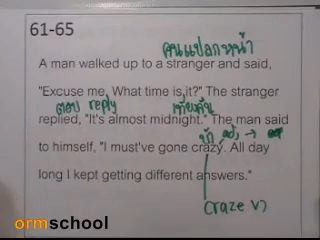 61-65
คนแปลกหน้า
A man walked up to a stranger and said,
"Excuse me, What time is it?" The stranger
ตอบ reply เที่ยงคืน
replied, "It's almost midnight." The man said
บ้า adj. →
to himself, "I must've gone crazy. All day
long I kept getting different answers."
craze v)
ormschool